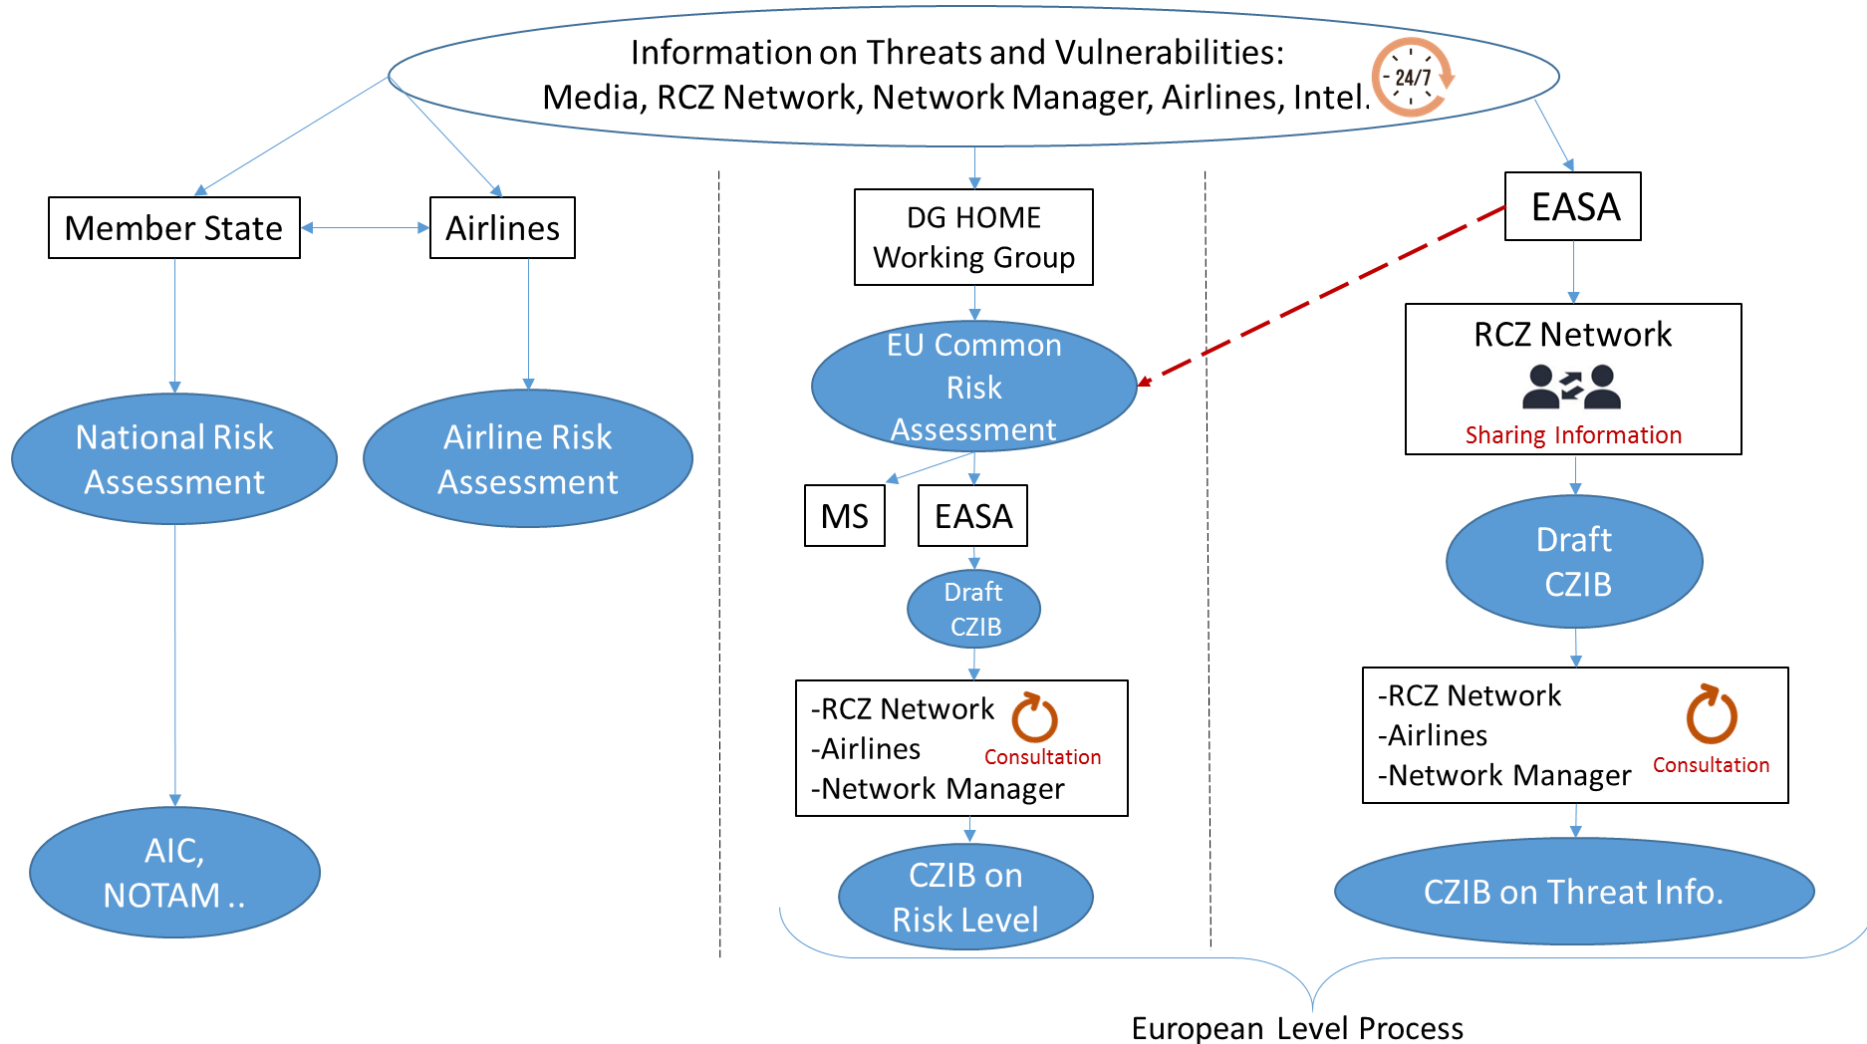 Information on Threats and Vulnerabilities:
Media, RCZ Network, Network Manager, Airlines, Intel.
24/7
Member State
Airlines
DG HOME
Working Group
EASA
National Risk
Assessment
Airline Risk
Assessment
EU Common
Risk
Assessment
RCZ Network
Sharing Information
MS
EASA
Draft
CZIB
Draft
CZIB
-RCZ Network
-Airlines
-Network Manager
Consultation
-RCZ Network
-Airlines
-Network Manager
Consultation
AIC,
NOTAM ..
CZIB on
Risk Level
CZIB on Threat Info.
European Level Process